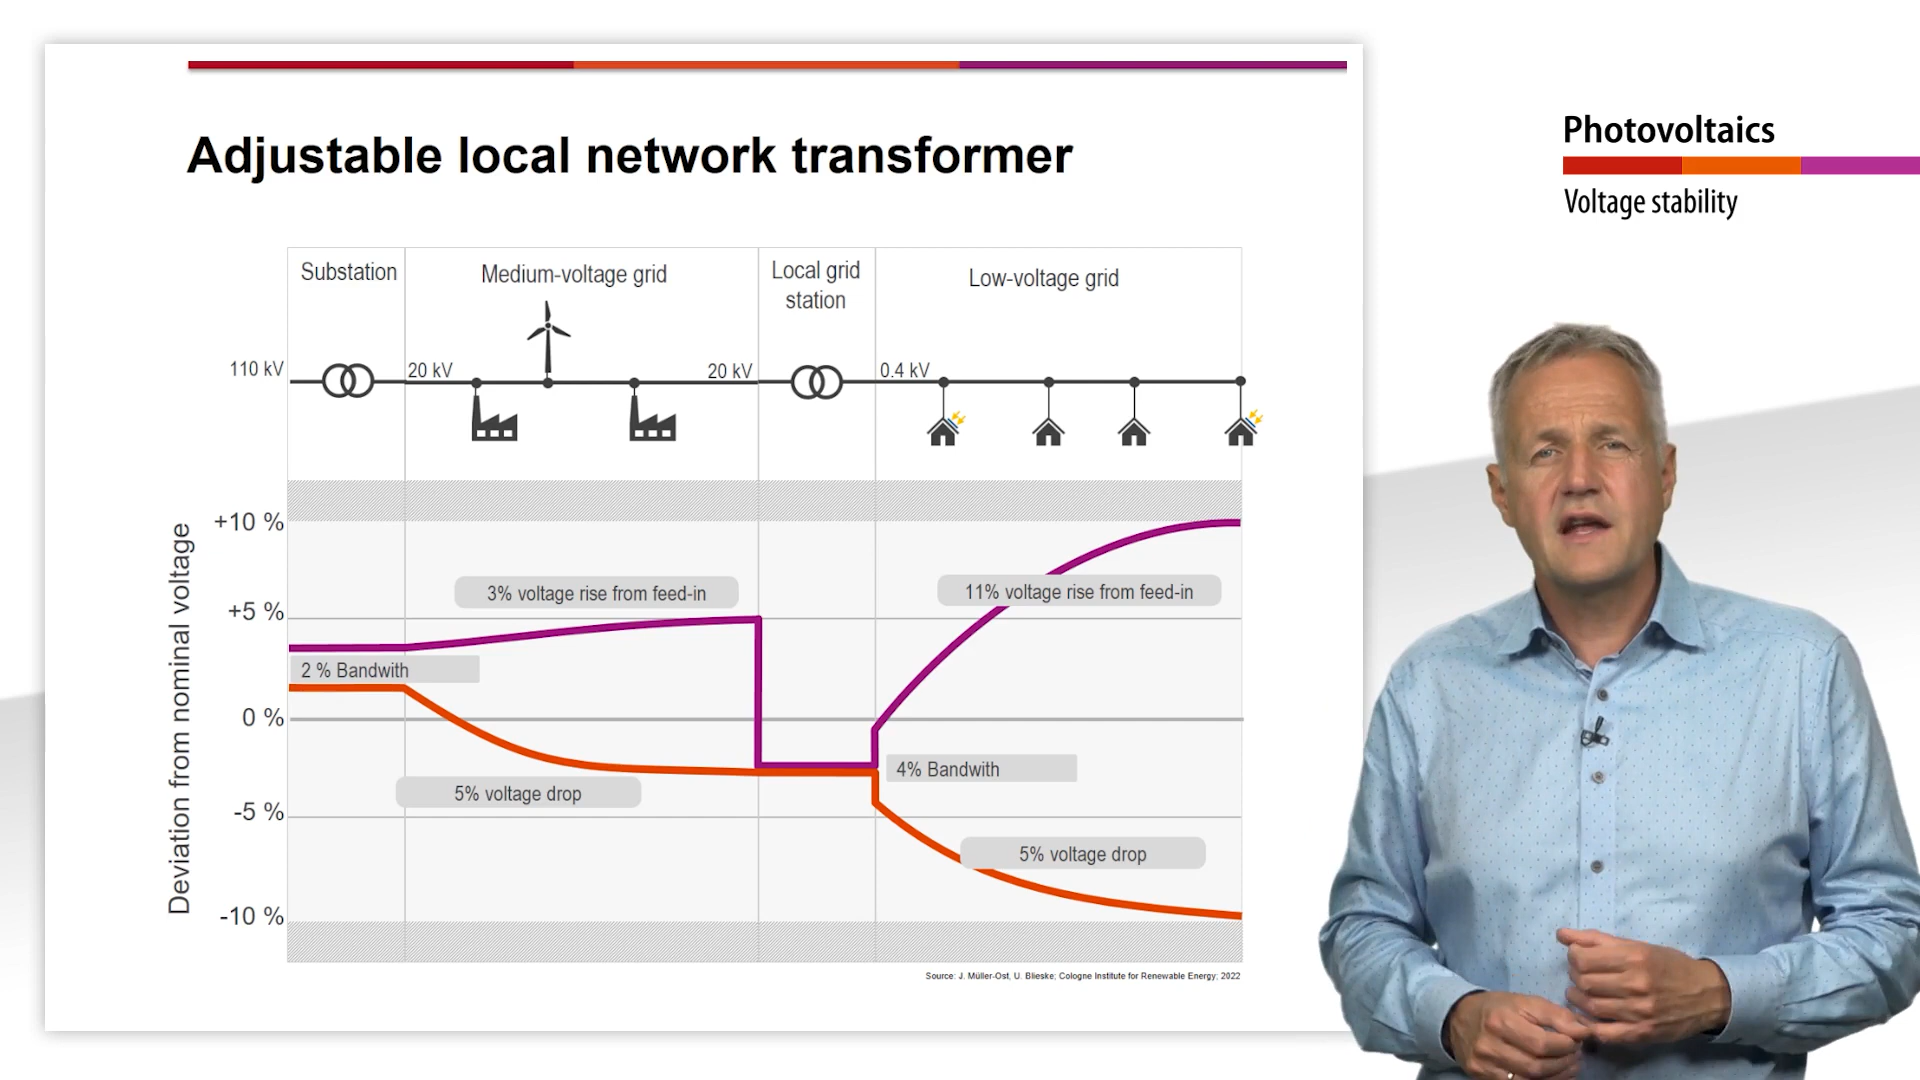 Adjustable local network transformer
Photovoltaics
Voltage stability
Substation
Medium-voltage grid
Local grid
station
Low-voltage grid
110 kV
20 kV
20 kV
0.4 kV
Deviation from nominal voltage
+10 %
+5 %
0 %
-5 %
-10 %
3% voltage rise from feed-in
11% voltage rise from feed-in
2 % Bandwith
4% Bandwith
5% voltage drop
5% voltage drop
Source: J. Müller-Ost, U. Blieske; Cologne Institute for Renewable Energy; 2022